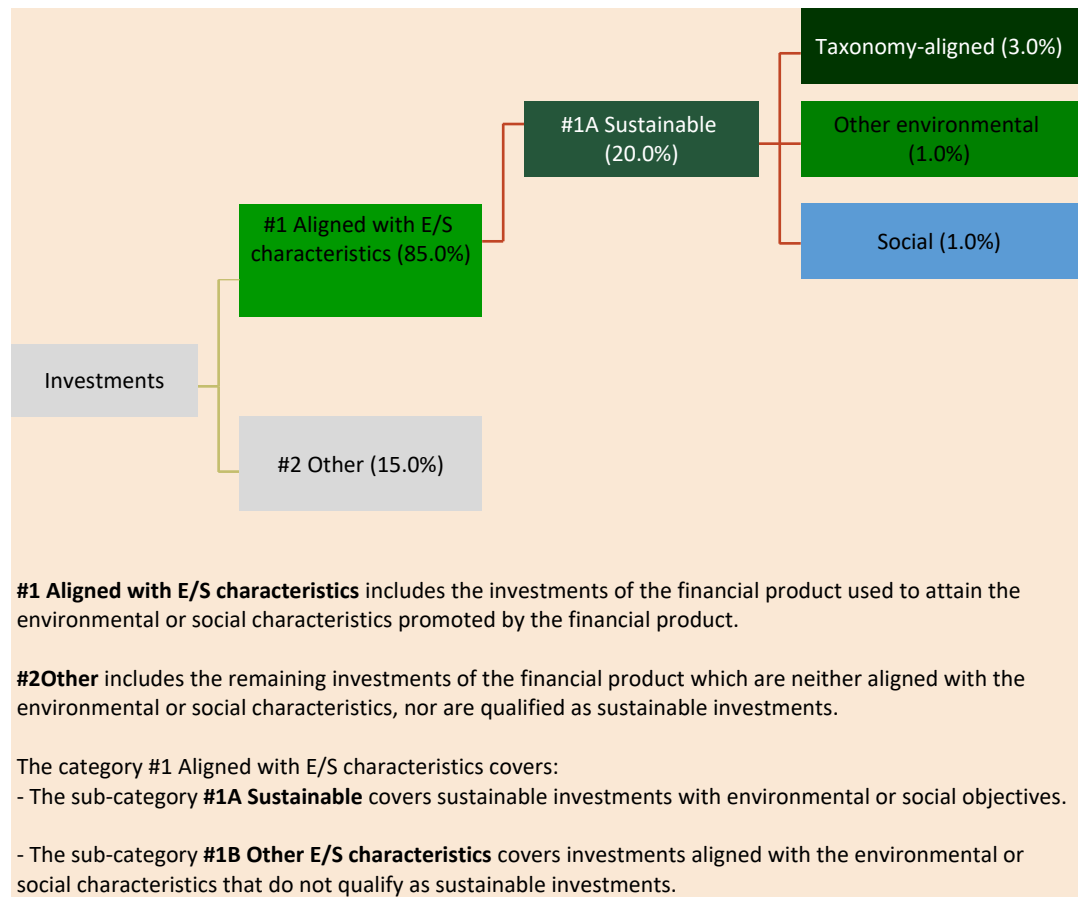 Taxonomy-aligned (3.0%)
#1A Sustainable
(20.0%)
Other environmental
(1.0%)
#1 Aligned with E/S
characteristics (85.0%)
Social (1.0%)
Investments
#2 Other (15.0%)
#1 Aligned with E/S characteristics includes the investments of the financial product used to attain the
environmental or social characteristics promoted by the financial product.
#2Other includes the remaining investments of the financial product which are neither aligned with the
environmental or social characteristics, nor are qualified as sustainable investments.
The category #1 Aligned with E/S characteristics covers:
- The sub-category #1A Sustainable covers sustainable investments with environmental or social objectives.
- The sub-category #1B Other E/S characteristics covers investments aligned with the environmental or
social characteristics that do not qualify as sustainable investments.